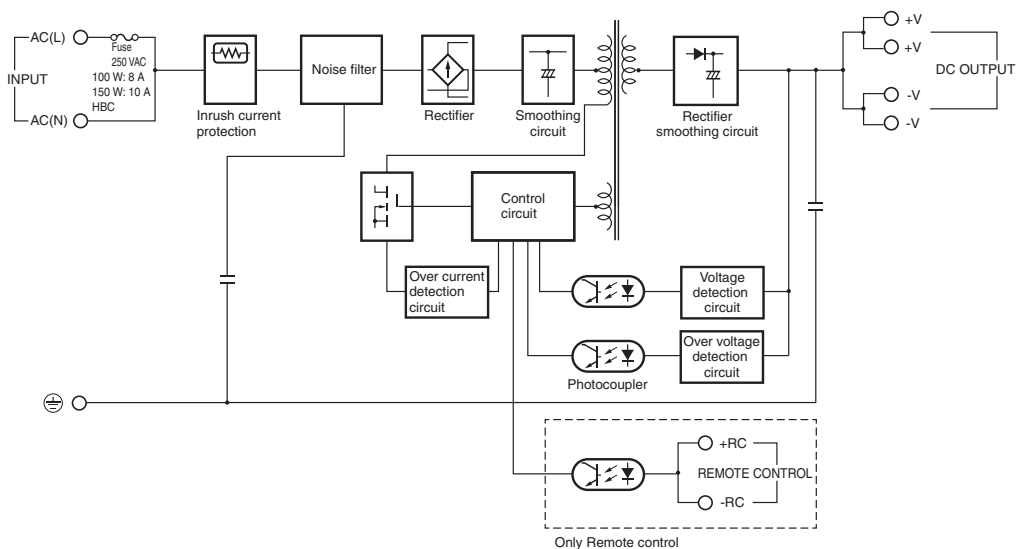 AC(L)
Fuse
250 VAC
100 W: 8 A
150 W: 10 A
HBC
INPUT
AC(N)
Inrush current
protection
Noise filter
Rectifier
Smoothing
circuit
Rectifier
smoothing circuit
+V
+V
DC OUTPUT
-V
-V
Control
circuit
Over current
detection
circuit
Voltage
detection
circuit
Over voltage
detection
circuit
Photocoupler
+RC
REMOTE CONTROL
-RC
Only Remote control